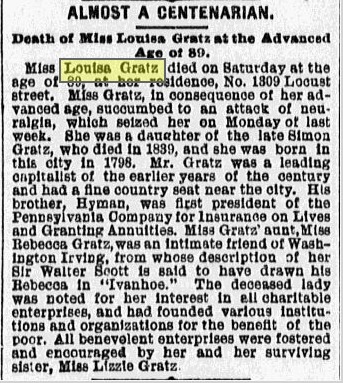 ALMOST A CENTENARIAN.
Death of Miss Louisa Gratz at the Advanced
Age of 89.
Miss Louisa Gratz died on Saturday at the
age of 89, at her residence, No. 1309 Locust
street. Miss Gratz, in consequence of her ad-
vanced age, succumbed to an attack of neu-
ralgia, which seized her on Monday of last
week. She was a daughter of the late Simon
Gratz, who died in 1839, and she was born in
this city in 1798. Mr. Gratz was a leading
capitalist of the earlier years of the century
and had a fine country seat near the city. His
brother, Hyman, was first president of the
Pennsylvania Company for Insurance on Lives
and Granting Annuities. Miss Gratz' aunt, Miss
Rebecca Gratz, was an intimate friend of Wash-
ington Irving, from whose description of her
Sir Walter Scott is said to have drawn his
Rebecca in "Ivanhoe." The deceased lady
was noted for her interest in all charitable
enterprises, and had founded various institu-
tions and organizations for the benefit of the
poor. All benevolent enterprises were fostered
and encouraged by her and her surviving
sister, Miss Lizzie Gratz.